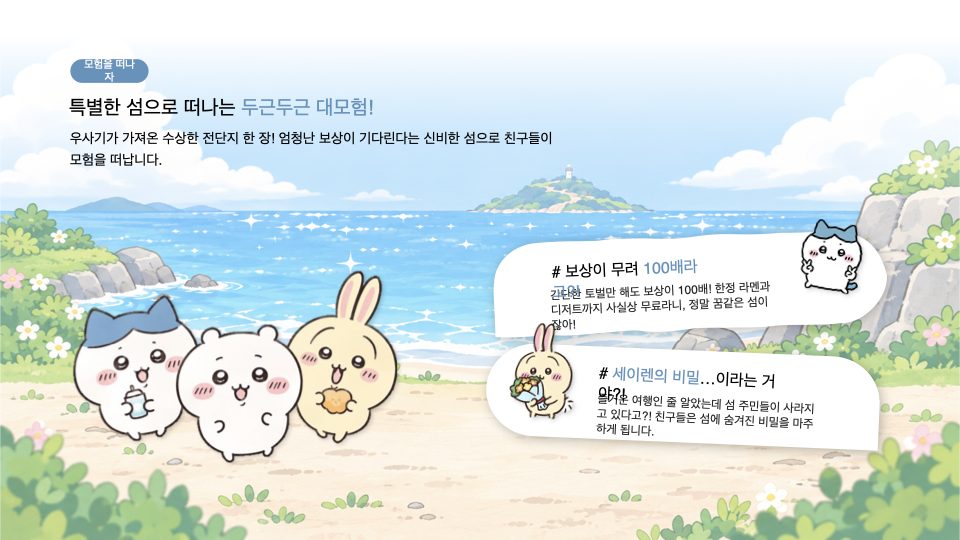 모험을 떠나
자
특별한 섬으로 떠나는 두근두근 대모험!
우사기가 가져온 수상한 전단지 한 장! 엄청난 보상이 기다린다는 신비한 섬으로 친구들이
모험을 떠납니다.
# 보상이 무려 100배라
고?!
간단한 토벌만 해도 보상이 100배! 한정 라멘과
디저트까지 사실상 무료라니, 정말 꿈같은 섬이
잖아!
# 세이렌의 비밀…이라는 거
야?!
즐거운 여행인 줄 알았는데 섬 주민들이 사라지
고 있다고?! 친구들은 섬에 숨겨진 비밀을 마주
하게 됩니다.